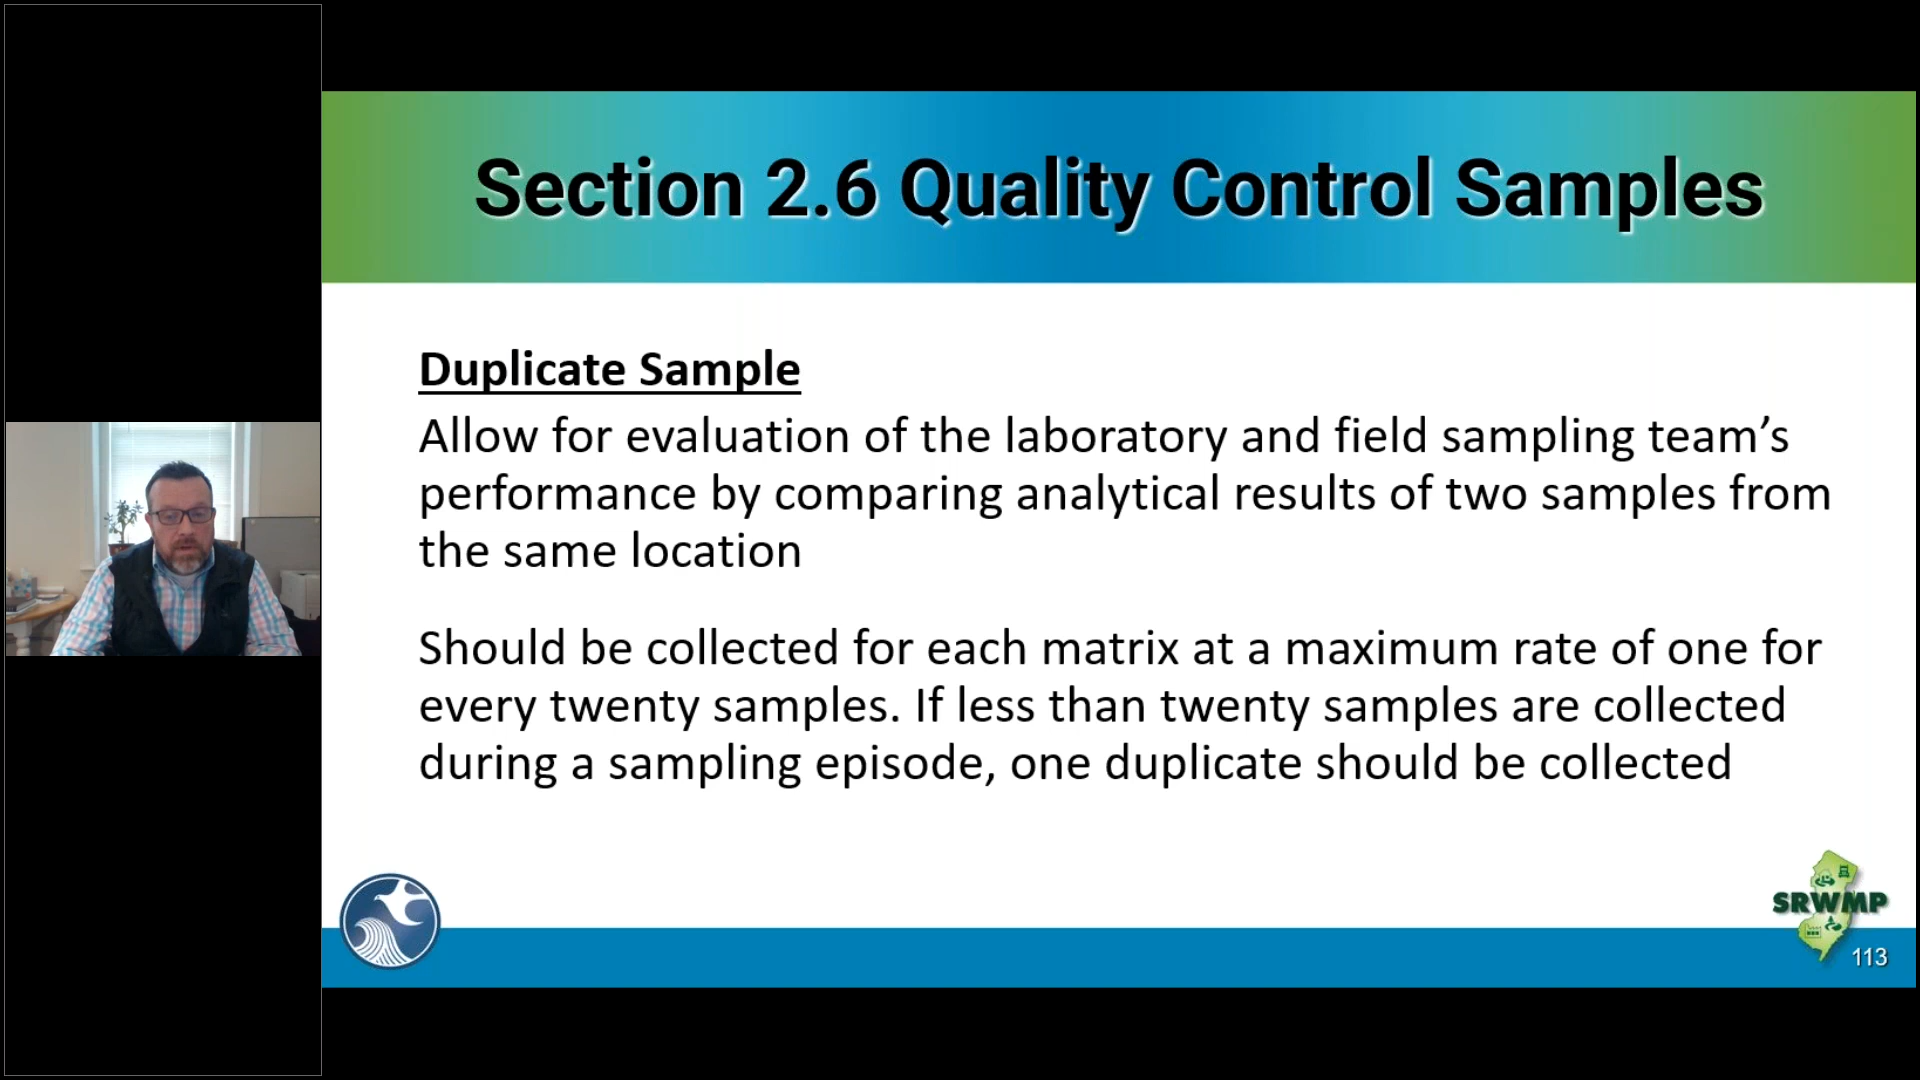 Section 2.6 Quality Control Samples
Duplicate Sample
Allow for evaluation of the laboratory and field sampling team’s
performance by comparing analytical results of two samples from
the same location
Should be collected for each matrix at a maximum rate of one for
every twenty samples. If less than twenty samples are collected
during a sampling episode, one duplicate should be collected
SRWMP
113